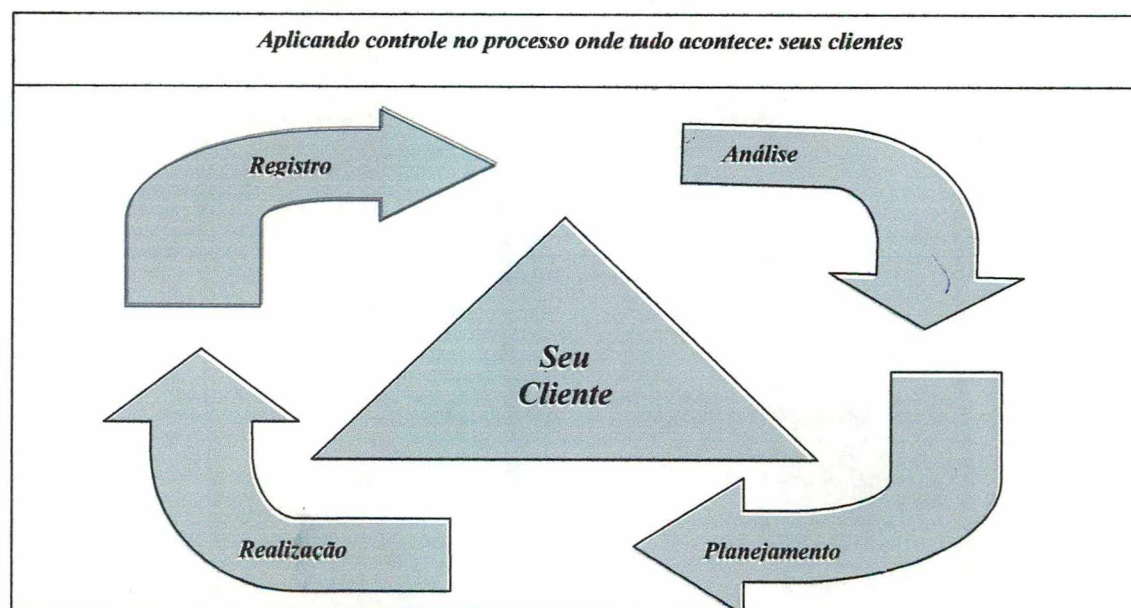 Aplicando controle no processo onde tudo acontece: seus clientes
Registro
Análise
Seu
Cliente
Realização
Planejamento